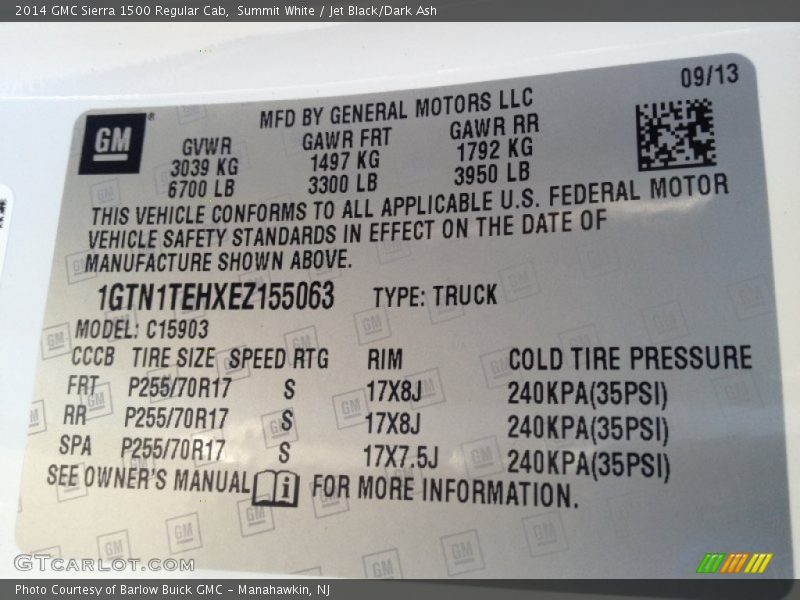 2014 GMC Sierra 1500 Regular Cab,  Summit White / Jet Black/Dark Ash
09/13
MFD BY GENERAL MOTORS LLC
GM ®
GVWR GAWR FRT GAWR RR
3039 KG 1497 KG 1792 KG
6700 LB 3300 LB 3950 LB
THIS VEHICLE CONFORMS TO ALL APPLICABLE U.S. FEDERAL MOTOR
VEHICLE SAFETY STANDARDS IN EFFECT ON THE DATE OF
MANUFACTURE SHOWN ABOVE.
1GTN1TEHXEZ155063 TYPE: TRUCK
MODEL: C15903
CCCB TIRE SIZE SPEED RTG RIM COLD TIRE PRESSURE
FRT P255/70R17 S 17X8J 240KPA(35PSI)
RR P255/70R17 S 17X8J 240KPA(35PSI)
SPA P255/70R17 S 17X7.5J 240KPA(35PSI)
SEE OWNER'S MANUAL i FOR MORE INFORMATION.
GTcarlot.com
Photo Courtesy of Barlow Buick GMC - Manahawkin, NJ